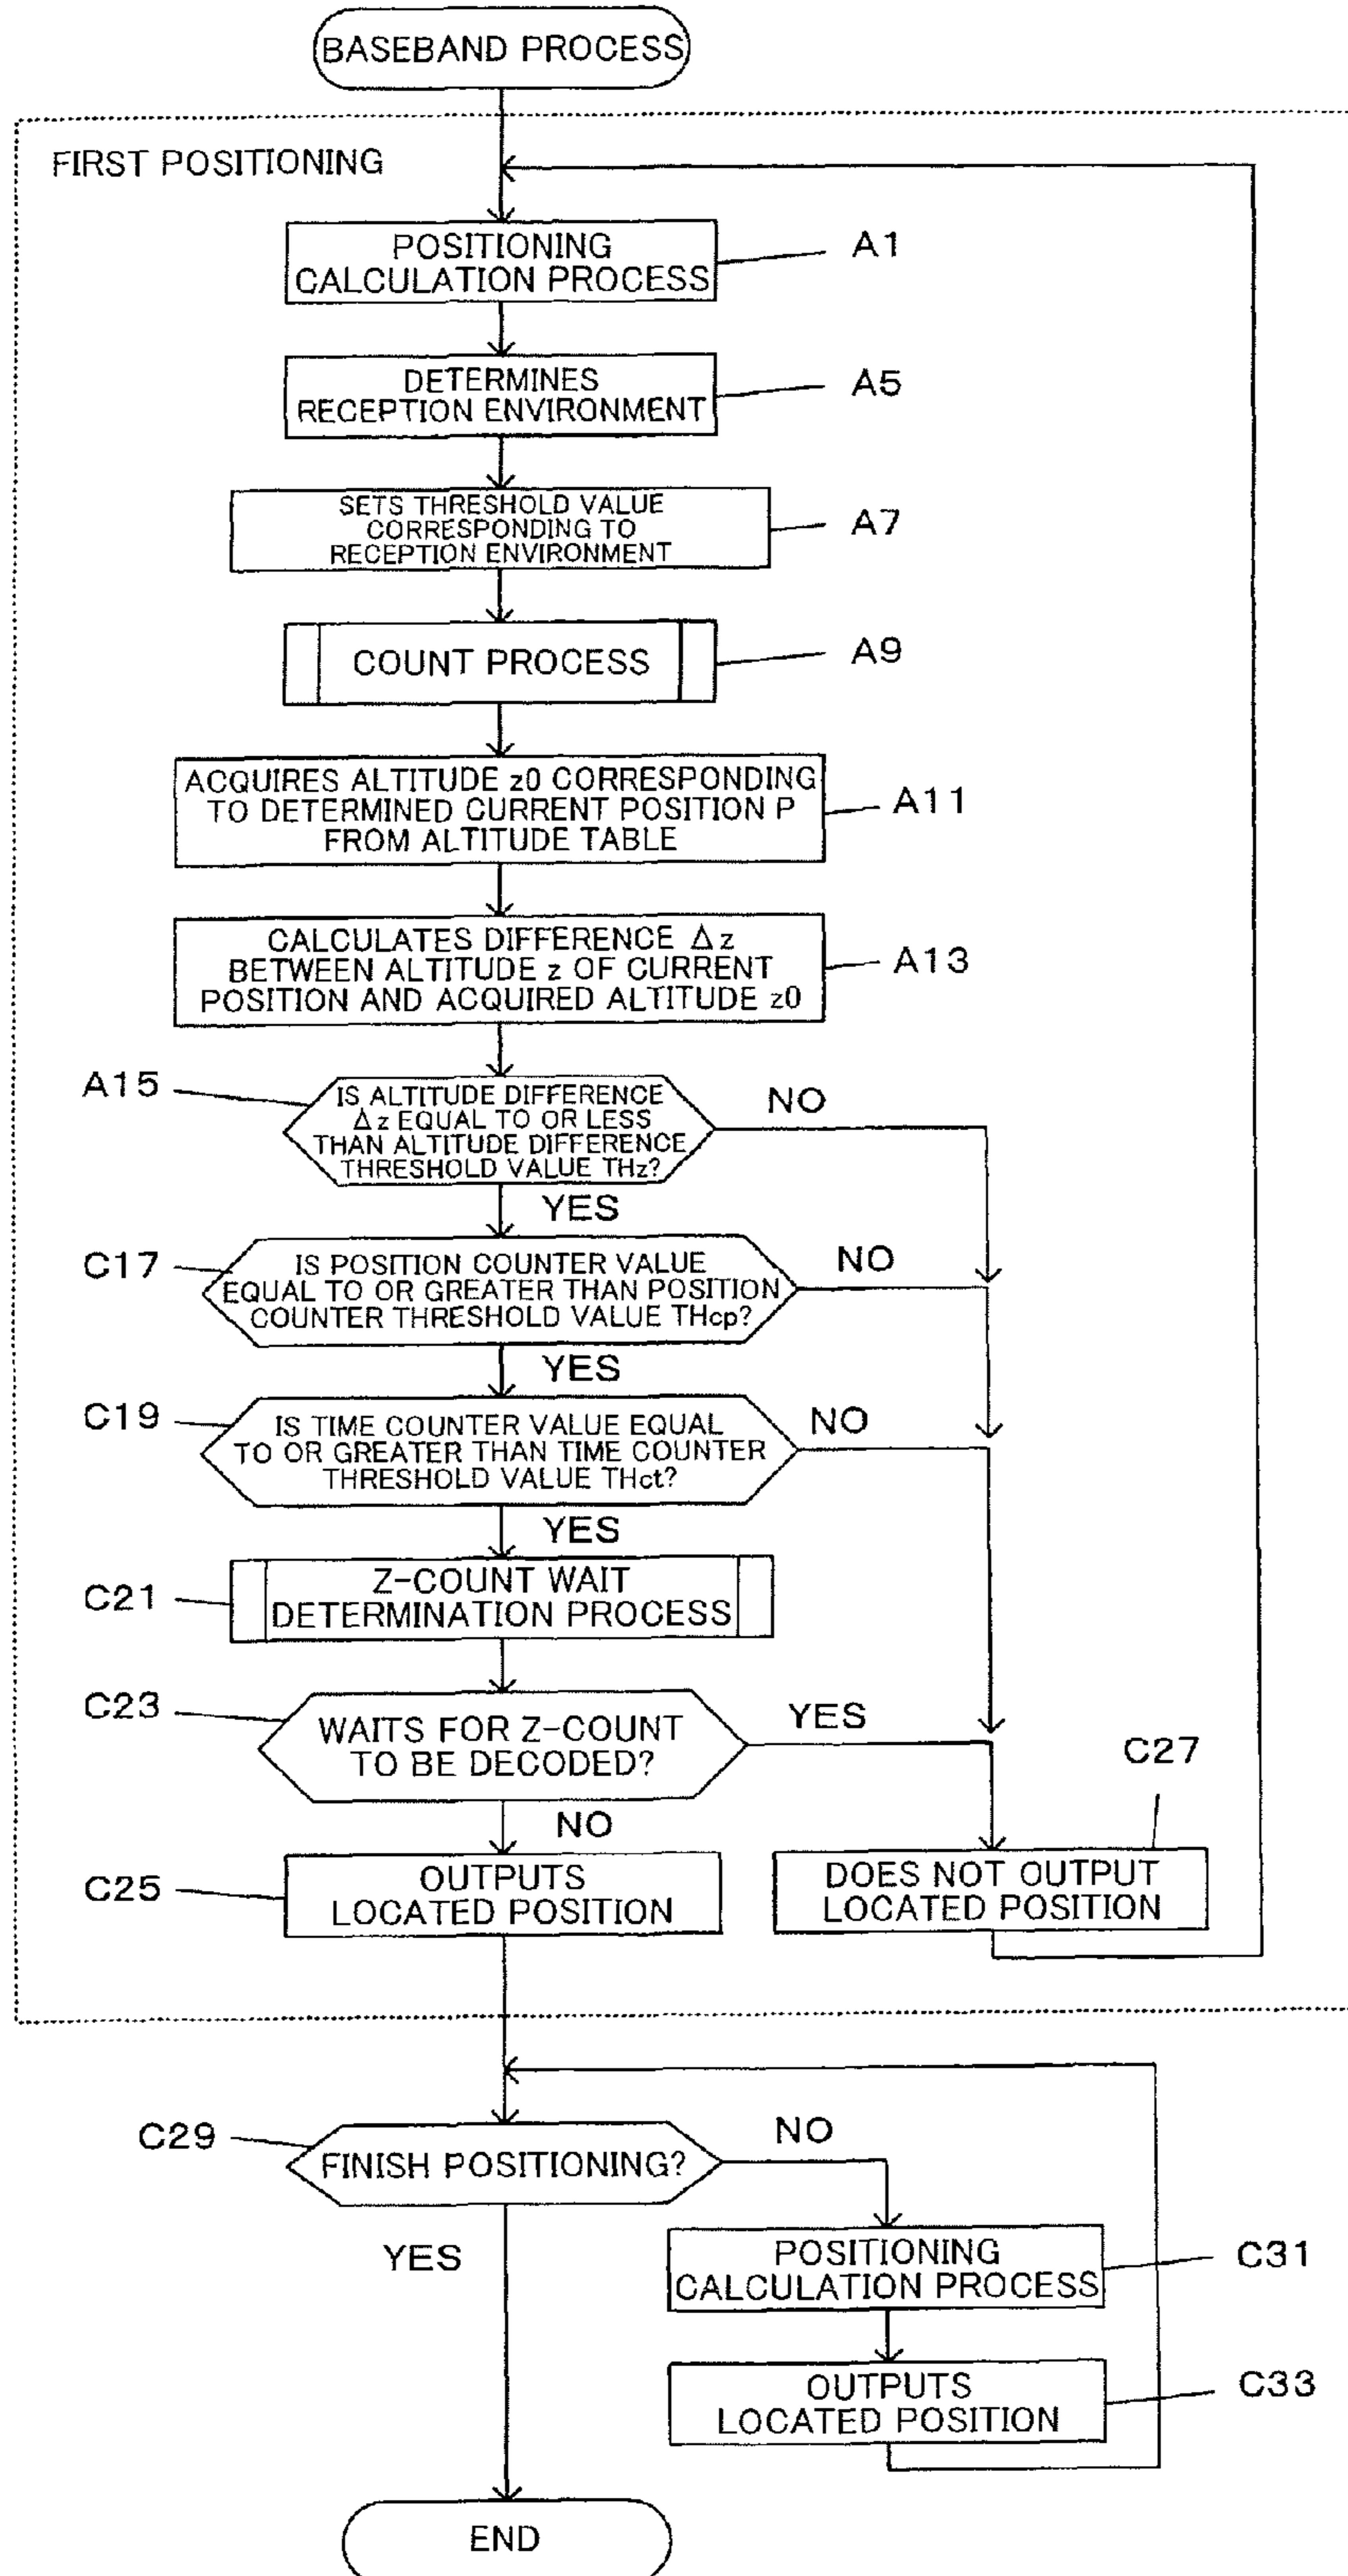 BASEBAND PROCESS
FIRST POSITIONING
POSITIONING
CALCULATION PROCESS
A1
DETERMINES
RECEPTION ENVIRONMENT
A5
SETS THRESHOLD VALUE
CORRESPONDING TO
RECEPTION ENVIRONMENT
A7
COUNT PROCESS
A9
ACQUIRES ALTITUDE z0 CORRESPONDING
TO DETERMINED CURRENT POSITION P
FROM ALTITUDE TABLE
A11
CALCULATES DIFFERENCE Δz
BETWEEN ALTITUDE z OF CURRENT
POSITION AND ACQUIRED ALTITUDE z0
A13
A15
IS ALTITUDE DIFFERENCE
Δz EQUAL TO OR LESS
THAN ALTITUDE DIFFERENCE
THRESHOLD VALUE THz?
NO
YES
C17
IS POSITION COUNTER VALUE
EQUAL TO OR GREATER THAN POSITION
COUNTER THRESHOLD VALUE THcp?
NO
YES
C19
IS TIME COUNTER VALUE EQUAL
TO OR GREATER THAN TIME COUNTER
THRESHOLD VALUE THct?
NO
YES
C21
Z-COUNT WAIT
DETERMINATION PROCESS
C23
WAITS FOR Z-COUNT
TO BE DECODED?
YES
NO
C27
C25
OUTPUTS
LOCATED POSITION
DOES NOT OUTPUT
LOCATED POSITION
C29
FINISH POSITIONING?
NO
YES
POSITIONING
CALCULATION PROCESS
C31
OUTPUTS
LOCATED POSITION
C33
END